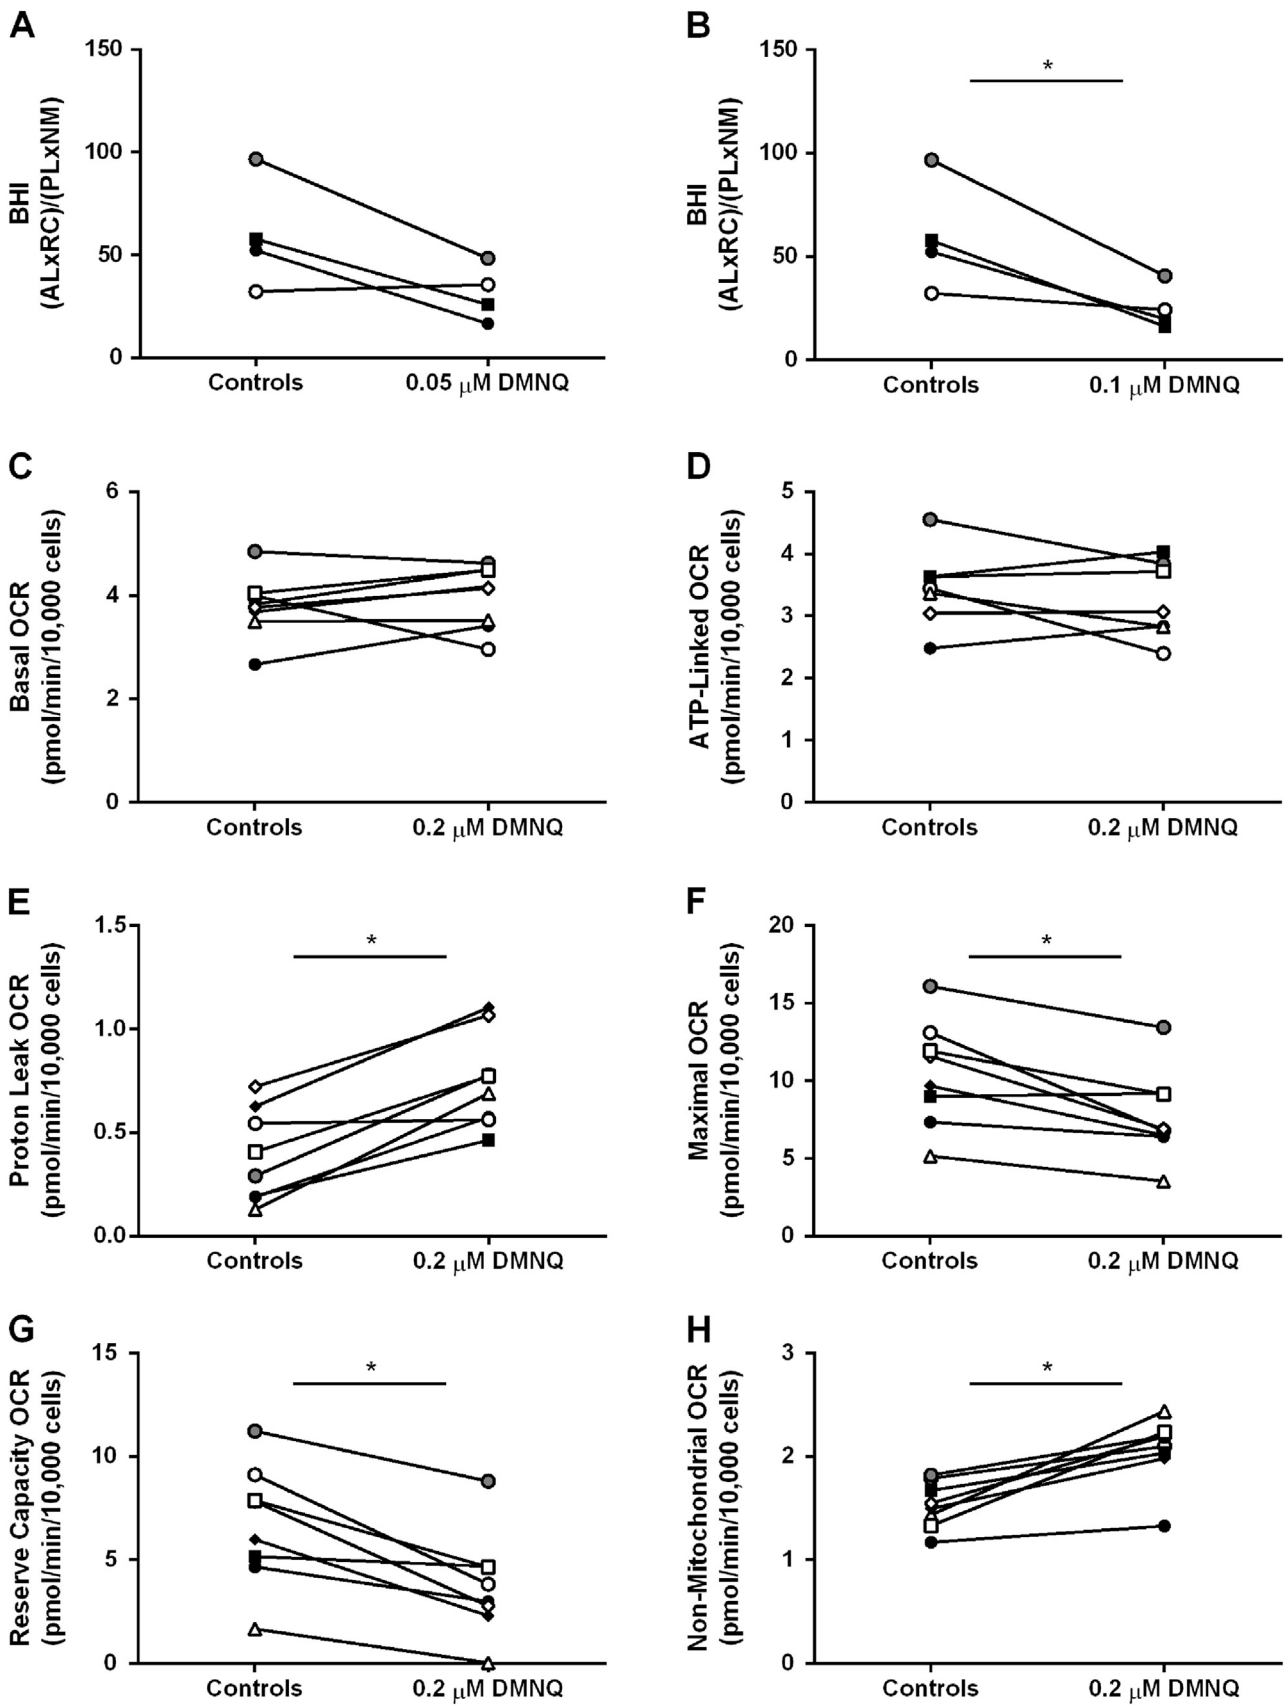 A
BHI
(ALxRC)/(PLxNM)
150
100
50
0
Controls
0.05 μM DMNQ
B
BHI
(ALxRC)/(PLxNM)
150
100
50
0
*
Controls
0.1 μM DMNQ
C
Basal OCR
(pmol/min/10,000 cells)
6
4
2
0
Controls
0.2 μM DMNQ
D
ATP-Linked OCR
(pmol/min/10,000 cells)
5
4
3
2
1
0
Controls
0.2 μM DMNQ
E
Proton Leak OCR
(pmol/min/10,000 cells)
1.5
1.0
0.5
0.0
*
Controls
0.2 μM DMNQ
F
Maximal OCR
(pmol/min/10,000 cells)
20
15
10
5
0
*
Controls
0.2 μM DMNQ
G
Reserve Capacity OCR
(pmol/min/10,000 cells)
15
10
5
0
*
Controls
0.2 μM DMNQ
H
Non-Mitochondrial OCR
(pmol/min/10,000 cells)
3
2
1
0
*
Controls
0.2 μM DMNQ